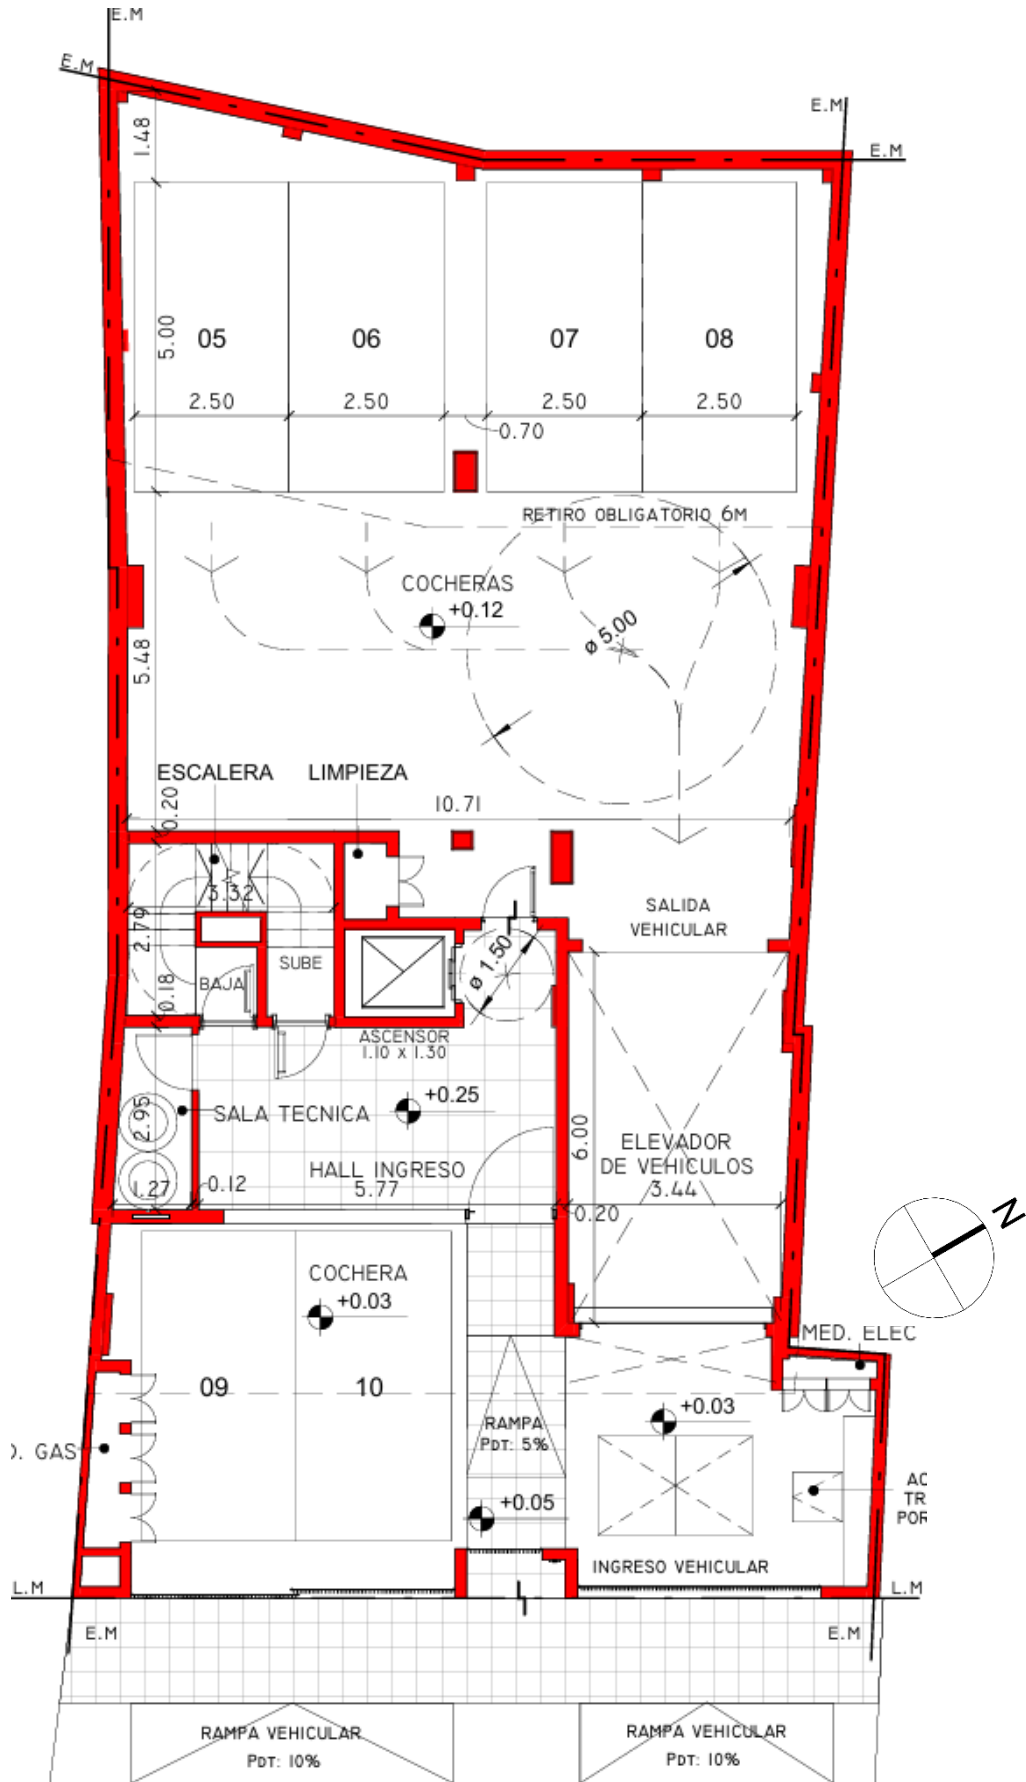 E.M
E.M
E.M
E.M
1.48
5.00
05
06
07
08
2.50
2.50
2.50
2.50
0.70
RETIRO OBLIGATORIO 6M
COCHERAS
+0.12
ø 5.00
5.48
ESCALERA
LIMPIEZA
0.20
10.71
3.32
SALIDA
VEHICULAR
2.79
ø 1.50
SUBE
BAJA
0.18
ASCENSOR
1.10 X 1.30
+0.25
SALA TECNICA
2.95
6.00
ELEVADOR
DE VEHICULOS
3.44
HALL INGRESO
5.77
1.27
0.12
0.20
N
COCHERA
+0.03
MED. ELEC
09
10
+0.03
RAMPA
PDT: 5%
D. GAS
+0.05
AC
TR
POR
INGRESO VEHICULAR
L.M
L.M
E.M
E.M
RAMPA VEHICULAR
PDT: 10%
RAMPA VEHICULAR
PDT: 10%